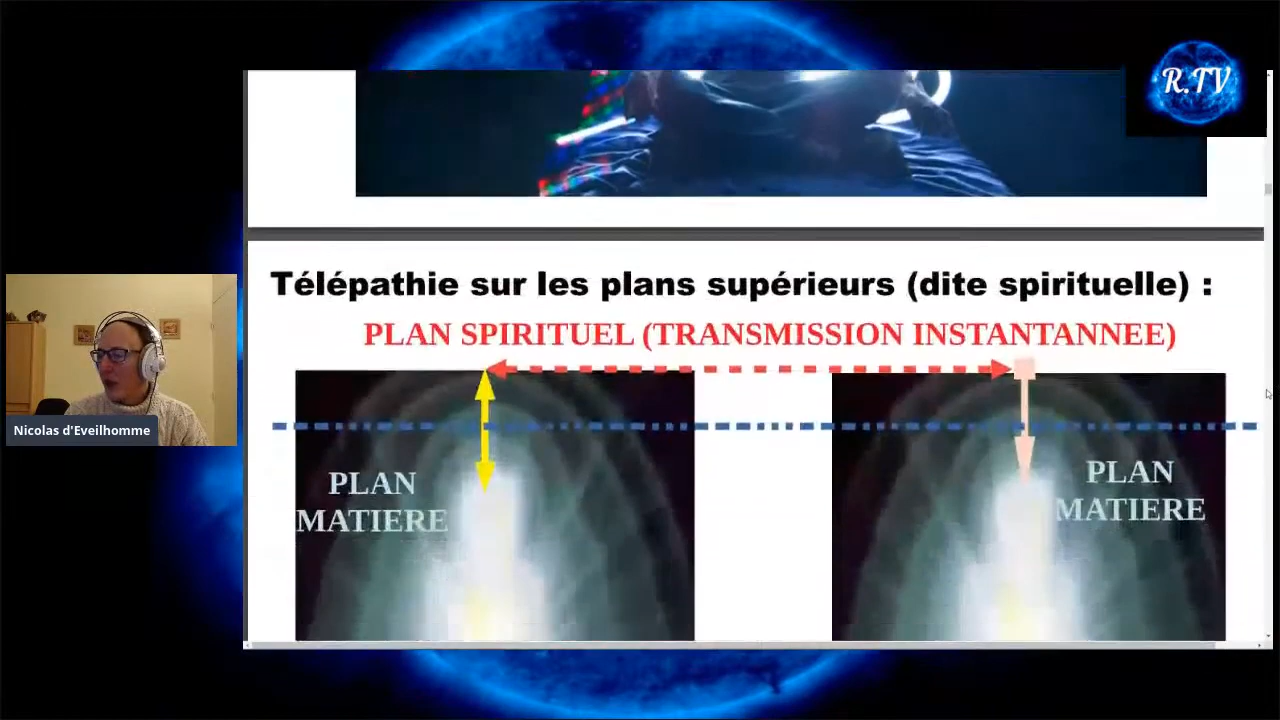 R.TV
Télépathie sur les plans supérieurs (dite spirituelle) :
PLAN SPIRITUEL (TRANSMISSION INSTANTANNEE)
PLAN
MATIERE
PLAN
MATIERE
Nicolas d'Eveilhomme